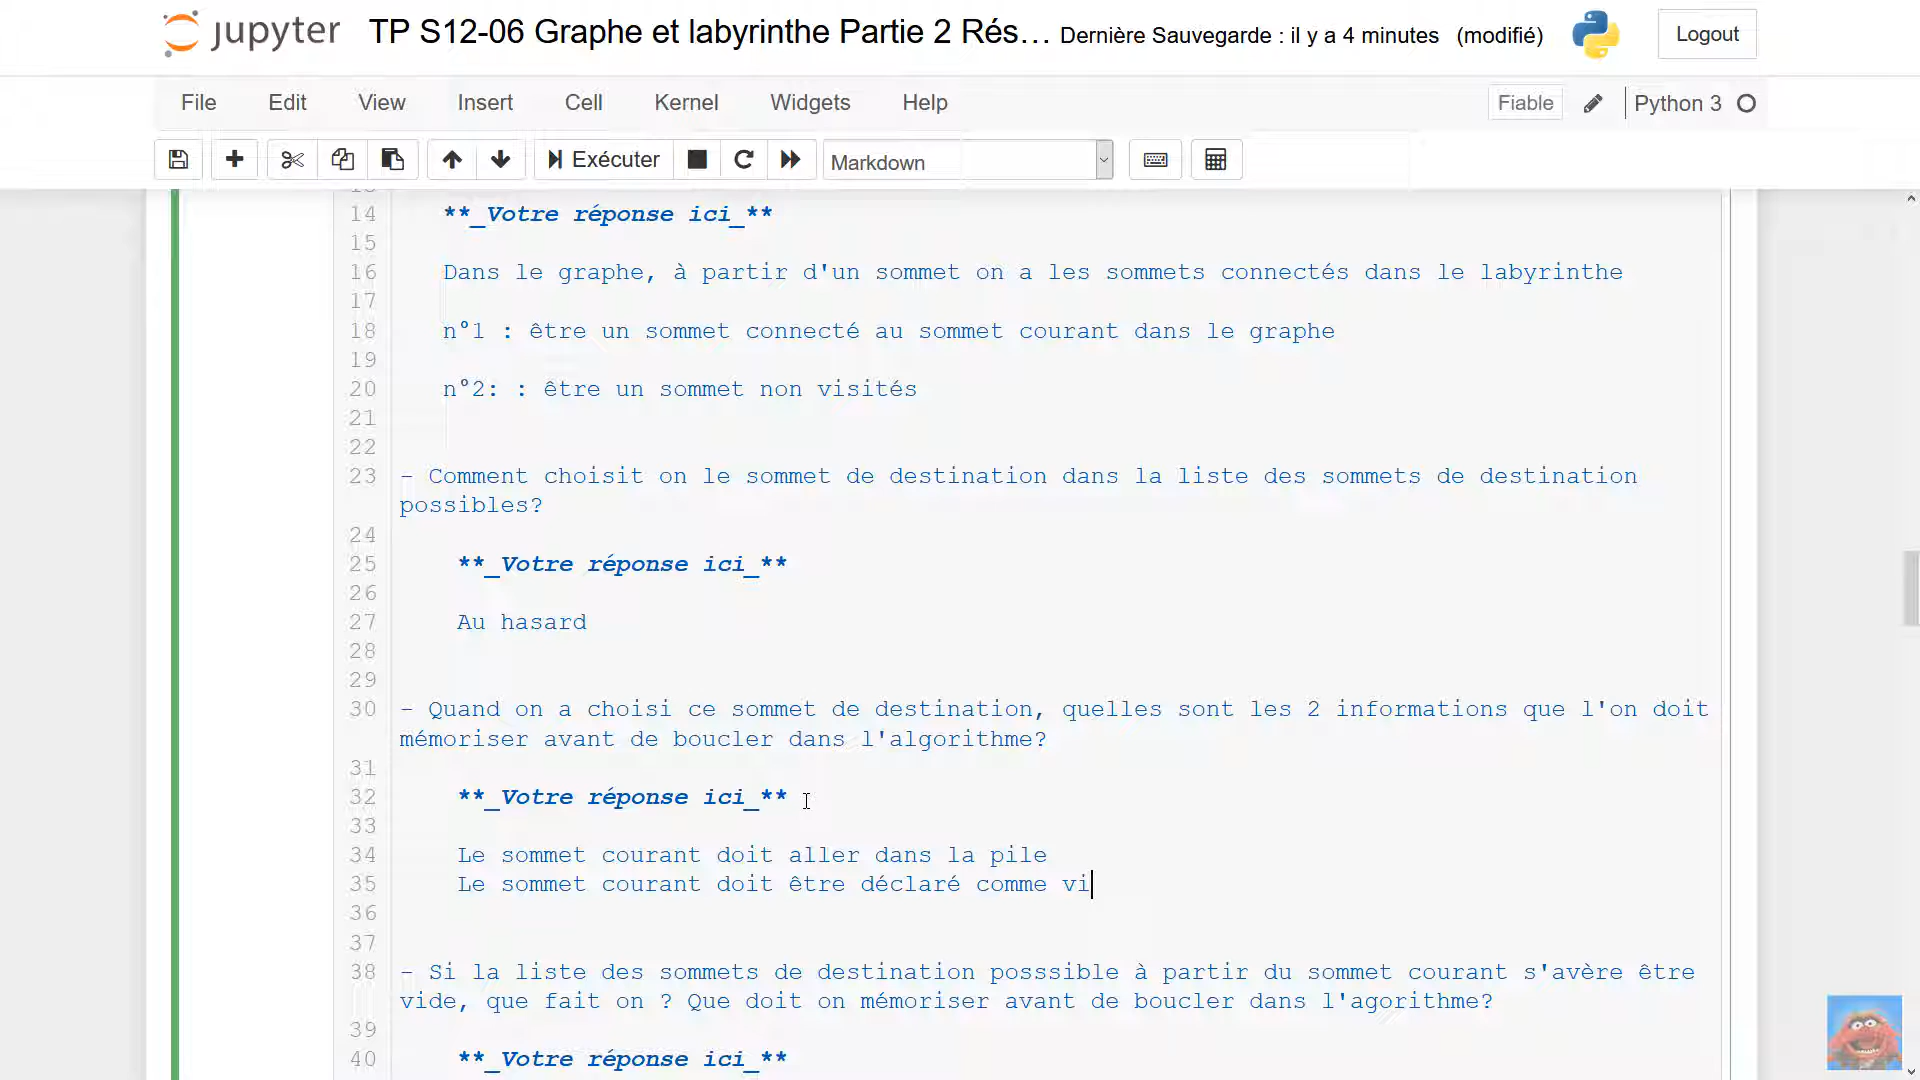 jupyter TP S12-06 Graphe et labyrinthe Partie 2 Rés... Dernière Sauvegarde : il y a 4 minutes (modifié) Logout
File Edit View Insert Cell Kernel Widgets Help Fiable Python 3
Exécuter Markdown
14 **_Votre réponse ici_**
15
16 Dans le graphe, à partir d'un sommet on a les sommets connectés dans le labyrinthe
17
18 n°1 : être un sommet connecté au sommet courant dans le graphe
19
20 n°2: : être un sommet non visités
21
22
23 - Comment choisit on le sommet de destination dans la liste des sommets de destination
possibles?
24
25 **_Votre réponse ici_**
26
27 Au hasard
28
29
30 - Quand on a choisi ce sommet de destination, quelles sont les 2 informations que l'on doit
mémoriser avant de boucler dans l'algorithme?
31
32 **_Votre réponse ici_**
33
34 Le sommet courant doit aller dans la pile
35 Le sommet courant doit être déclaré comme vi
36
37
38 - Si la liste des sommets de destination posssible à partir du sommet courant s'avère être
vide, que fait on ? Que doit on mémoriser avant de boucler dans l'agorithme?
39
40 **_Votre réponse ici_**